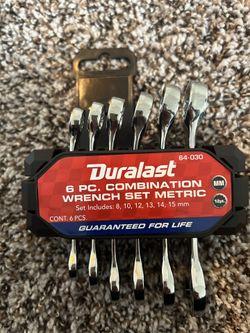 Duralast
64-030
6 PC. COMBINATION
WRENCH SET METRIC
MM
Set Includes: 8, 10, 12, 13, 14, 15 mm
12pt.
CONT. 6 PCS.
GUARANTEED FOR LIFE